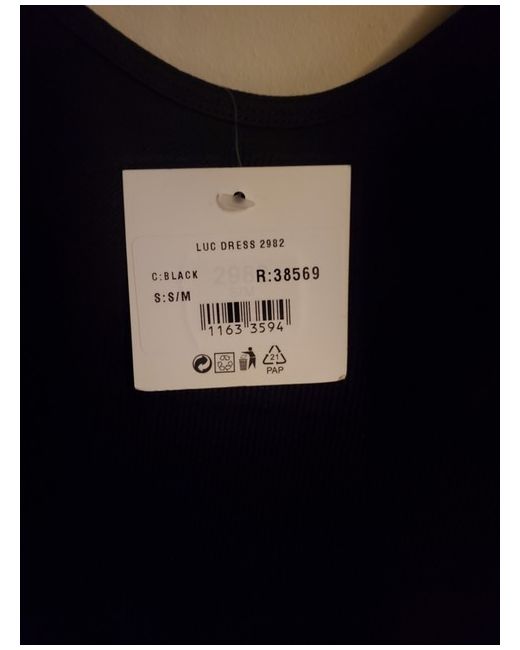 LUC DRESS 2982
C:BLACK
R:38569
S:S/M
1163 3594
21
PAP